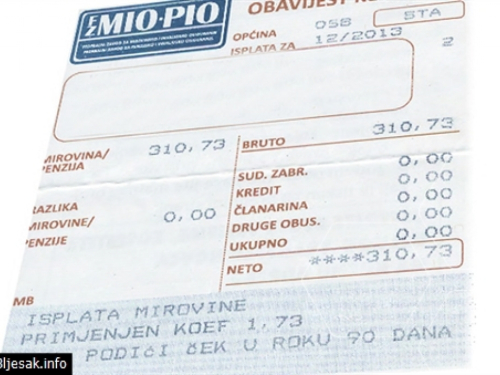 FZ MIO·PIO
OBAVIJEST
OPĆINA 058 STA
ISPLATA ZA 12/2013 2
MIROVINA/ 310,73 BRUTO 310,73
PENZIJA
SUD. ZABR. 0,00
KREDIT 0,00
RAZLIKA ČLANARINA 0,00
MIROVINE/ 0,00 DRUGE OBUS. 0,00
PENZIJE UKUPNO 0,00
NETO ****310,73
MB
ISPLATA MIROVINE
PRIMJENJEN KOEF 1,73
PODIĆI ČEK U ROKU 90 DANA
Bljesak.info